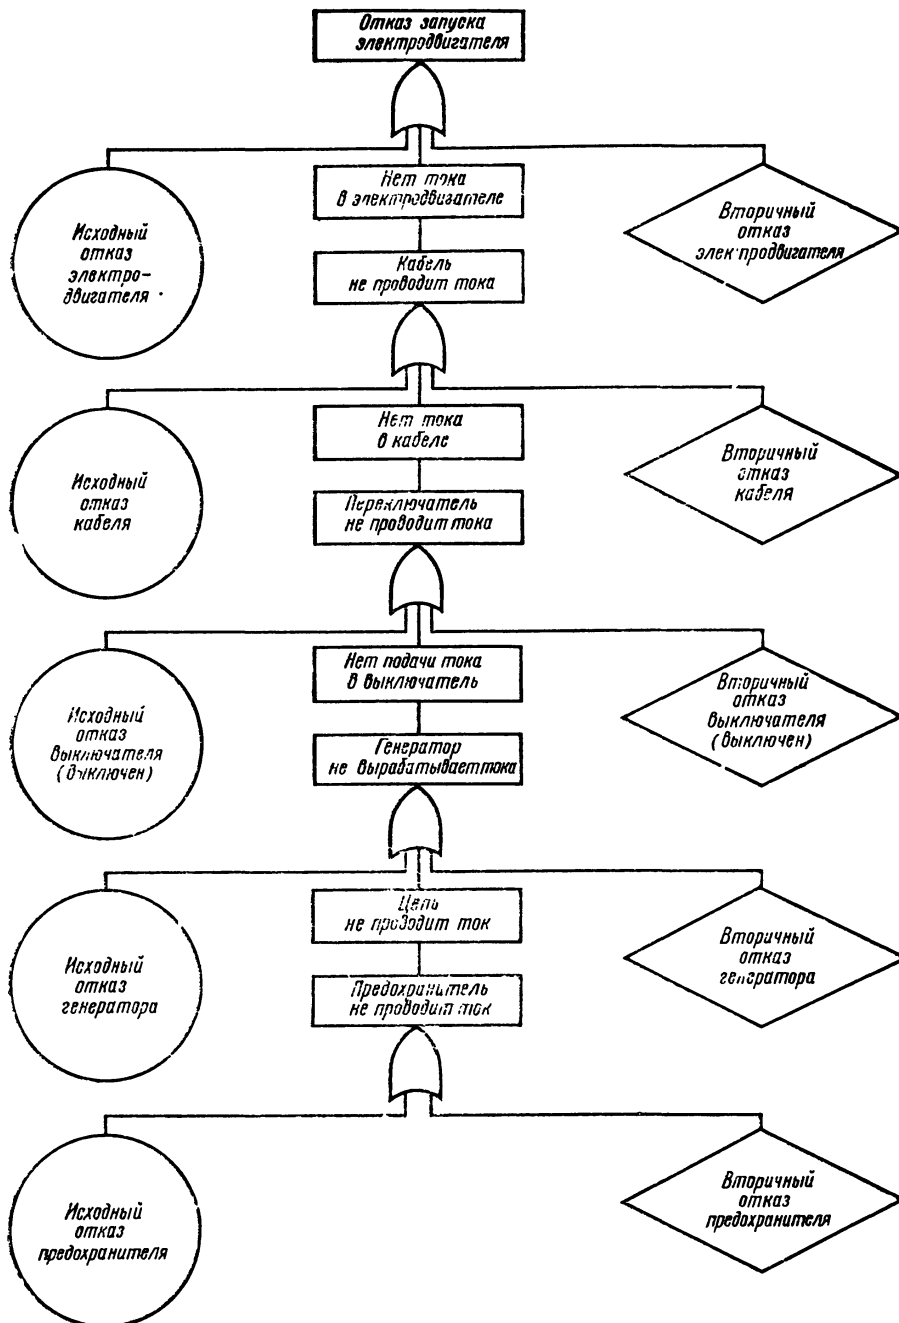 Отказ запуска
электродвигателя
Исходный
отказ
электро-
двигателя
Нет тока
в электродвигателе
Вторичный
отказ
электродвигателя
Кабель
не проводит тока
Исходный
отказ
кабеля
Нет тока
в кабеле
Вторичный
отказ
кабеля
Переключатель
не проводит тока
Исходный
отказ
выключателя
(выключен)
Нет подачи тока
в выключатель
Вторичный
отказ
выключателя
(выключен)
Генератор
не вырабатывает тока
Исходный
отказ
генератора
Цепь
не проводит ток
Вторичный
отказ
генератора
Предохранитель
не проводит ток
Исходный
отказ
предохранителя
Вторичный
отказ
предохранителя